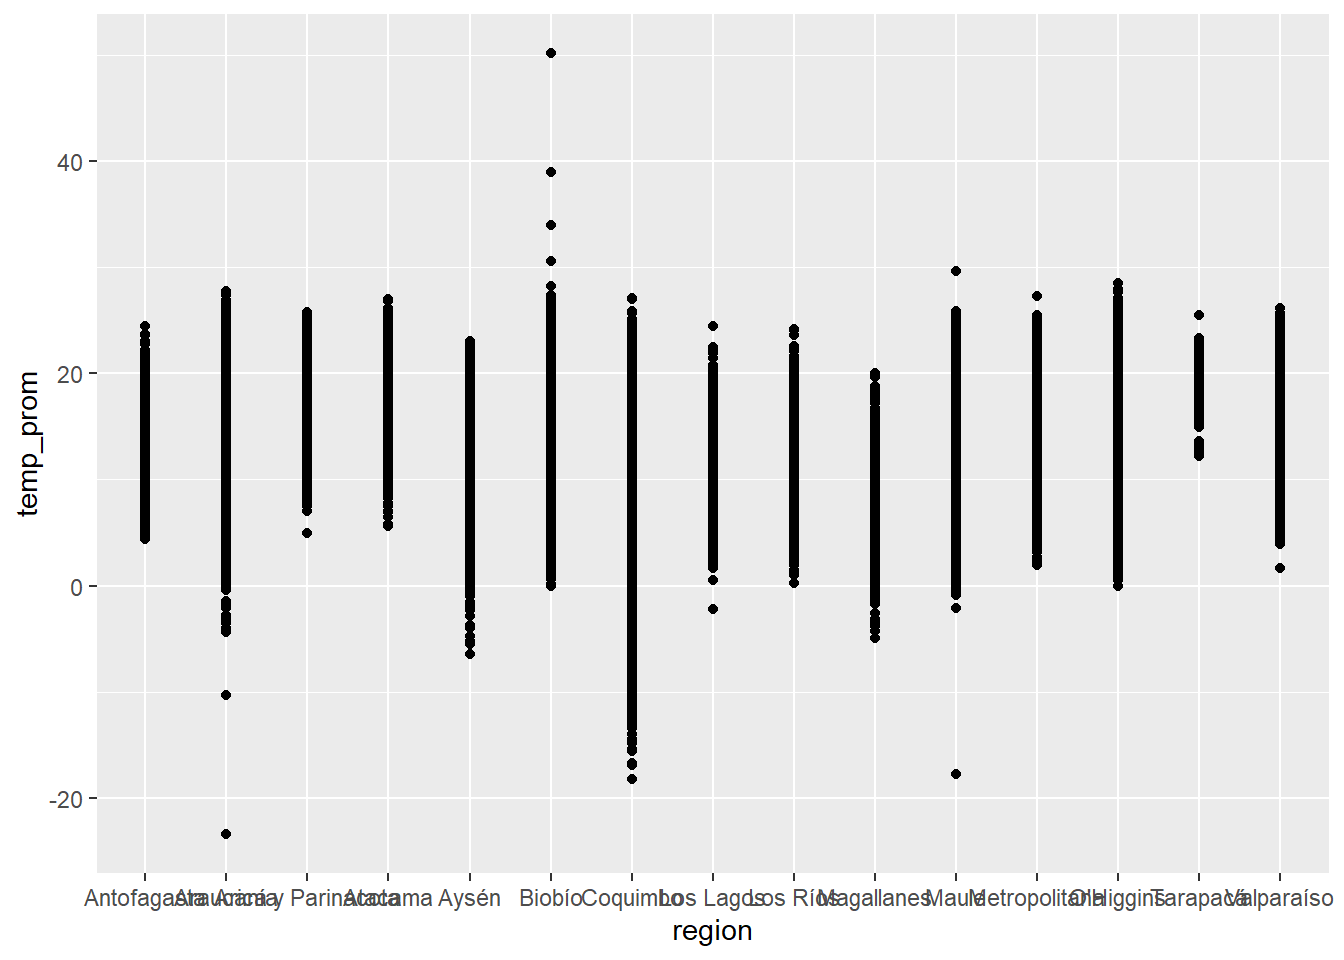 40
20
0
-20
temp_prom
Antofagasta Araucanía Arica y Parinacota Atacama Aysén Biobío Coquimbo Los Lagos Los Ríos Magallanes Maule Metropolitana OHiggins Tarapacá Valparaíso
region